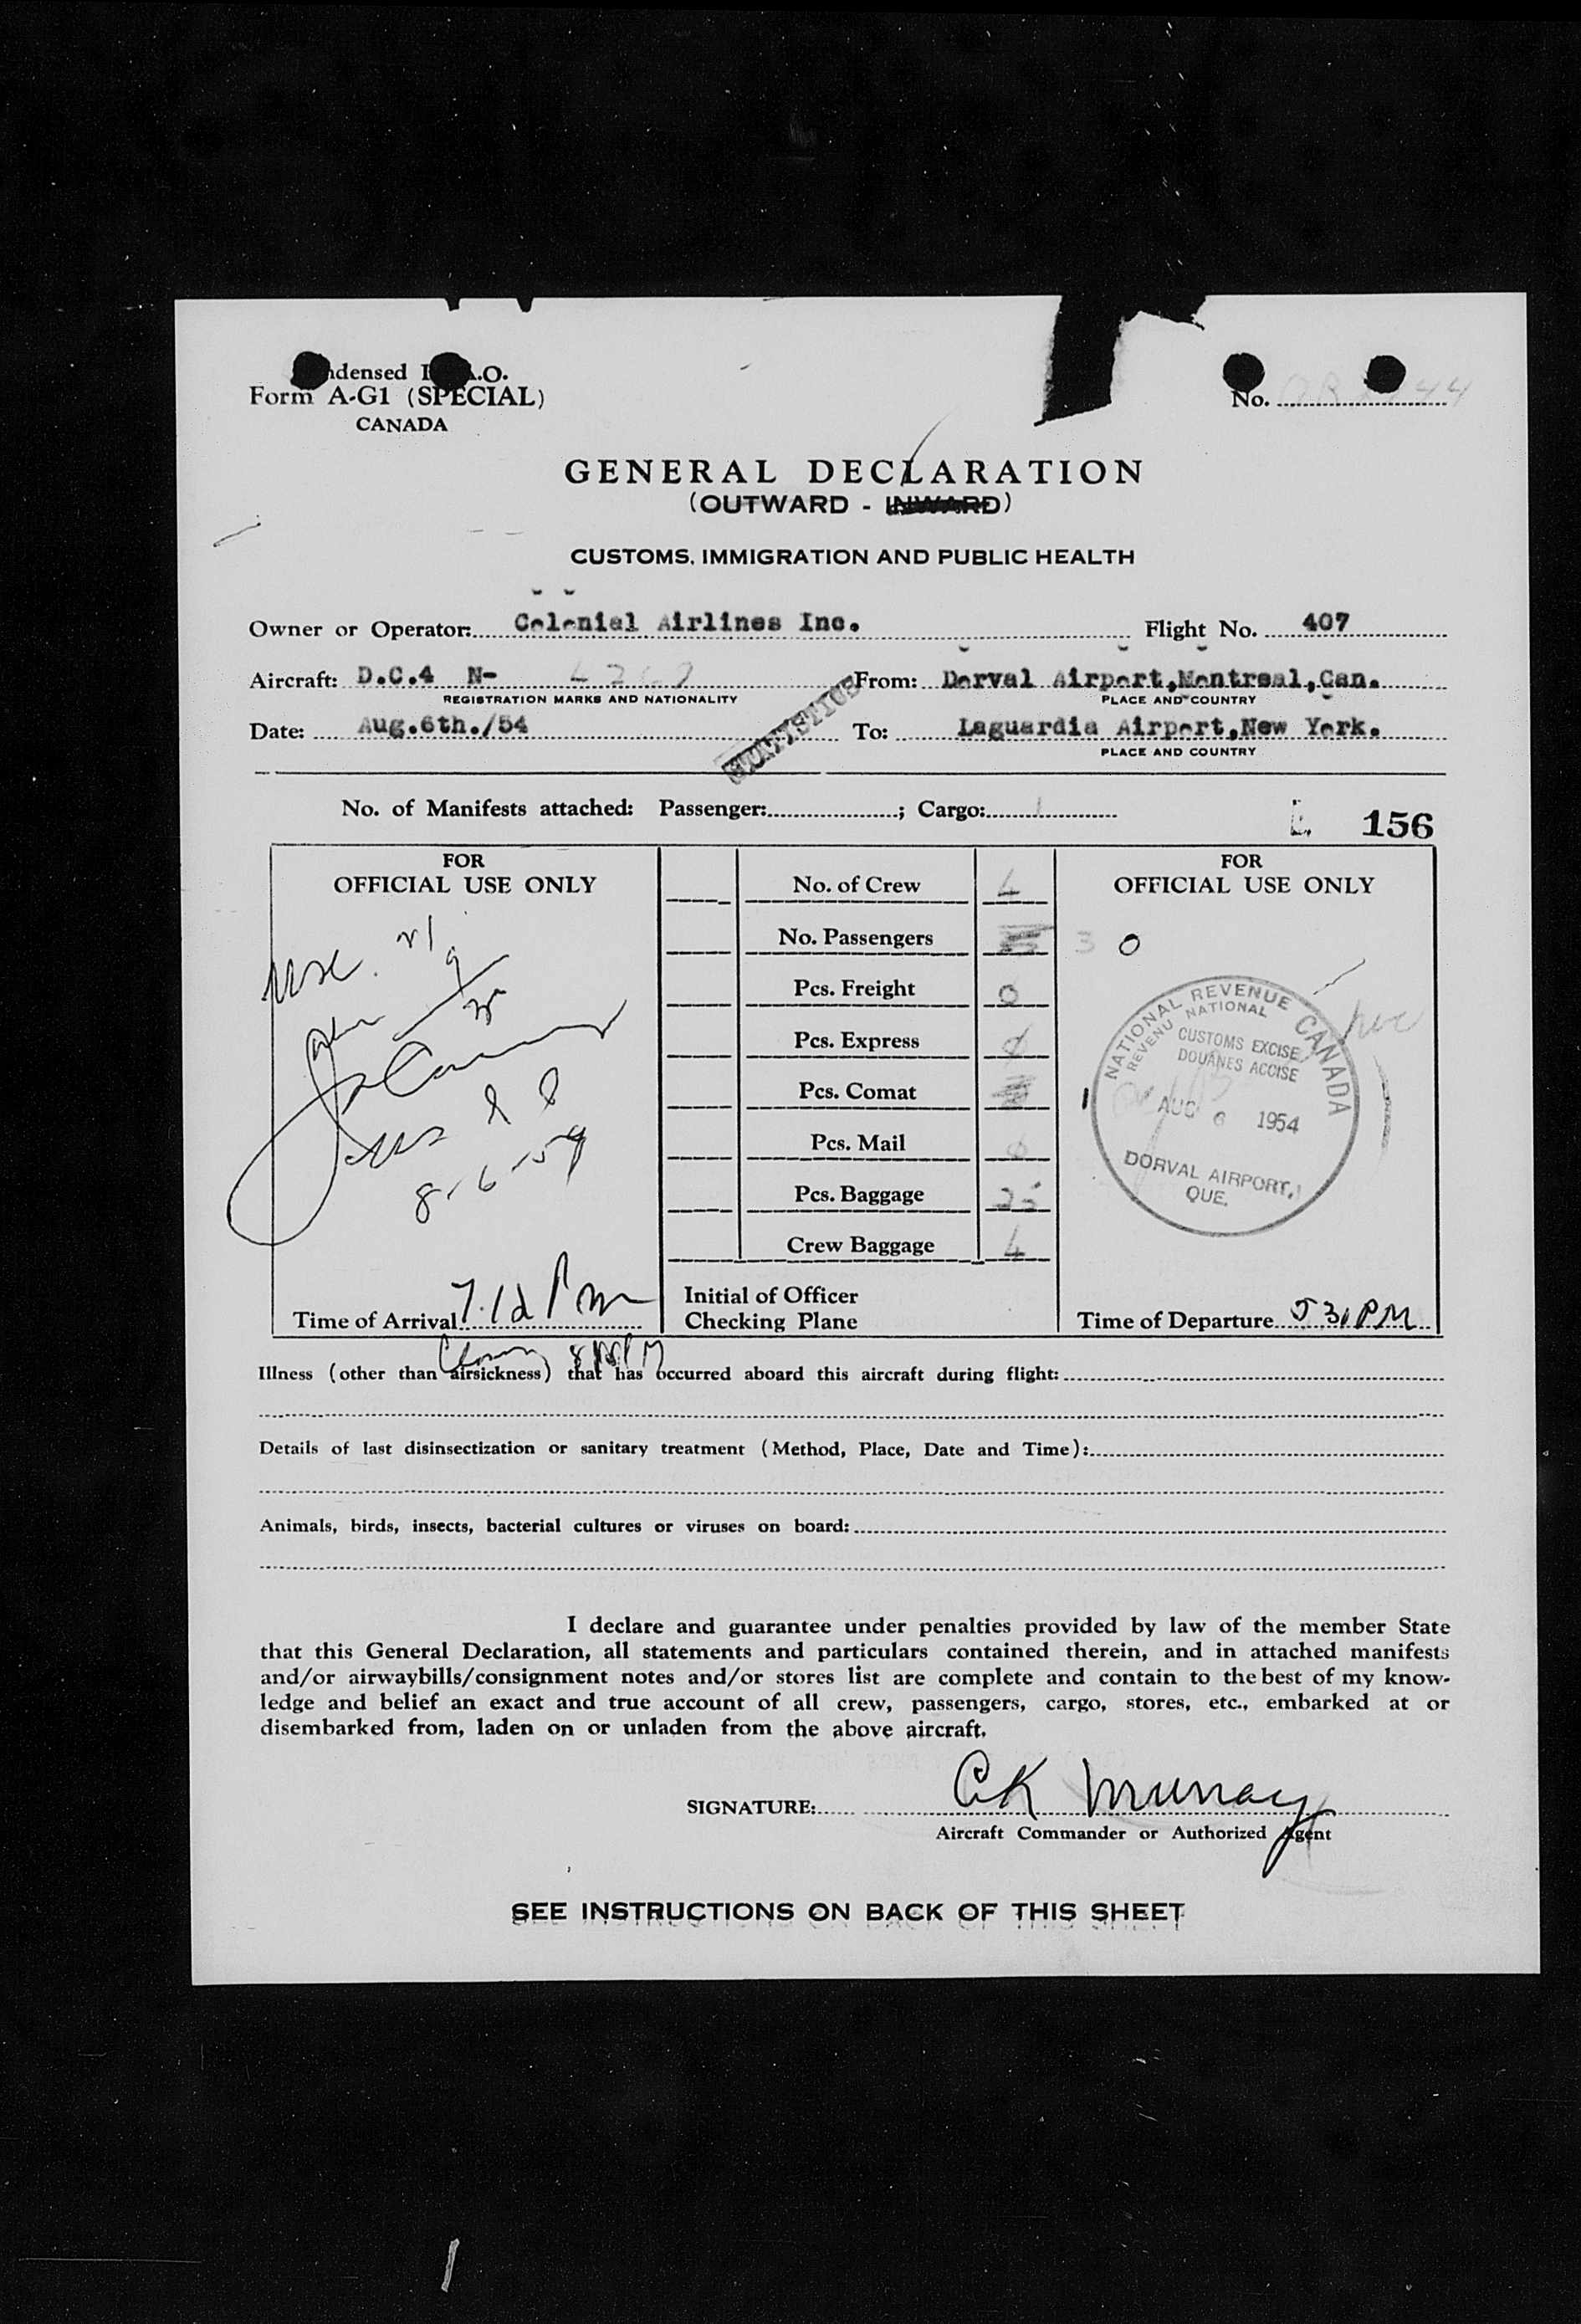 ndensed I .O.
Form A-G1 (SPECIAL)
CANADA
No. 44
GENERAL DECLARATION
(OUTWARD - INWARD)
CUSTOMS, IMMIGRATION AND PUBLIC HEALTH
Owner or Operator: Colonial Airlines Inc. Flight No. 407
Aircraft: D.C.4 N- From: Dorval Airport,Montreal,Can.
REGISTRATION MARKS AND NATIONALITY PLACE AND COUNTRY
Date: Aug.6th./54 To: Laguardia Airport,New York.
PLACE AND COUNTRY
No. of Manifests attached: Passenger: ; Cargo: 1
156
FOR
OFFICIAL USE ONLY
8-6-54
Time of Arrival 7.12 PM
No. of Crew 4
No. Passengers
Pcs. Freight 0
Pcs. Express 0
Pcs. Comat
Pcs. Mail 0
Pcs. Baggage 25
Crew Baggage 4
Initial of Officer
Checking Plane
FOR
OFFICIAL USE ONLY
30
NATIONAL REVENUE CANADA
REVENU NATIONAL
CUSTOMS EXCISE
DOUANES ACCISE
AUG 6 1954
DORVAL AIRPORT,
QUE.
1
Time of Departure 531PM
Illness (other than airsickness) that has occurred aboard this aircraft during flight:
Details of last disinsectization or sanitary treatment (Method, Place, Date and Time):
Animals, birds, insects, bacterial cultures or viruses on board:
I declare and guarantee under penalties provided by law of the member State
that this General Declaration, all statements and particulars contained therein, and in attached manifests
and/or airwaybills/consignment notes and/or stores list are complete and contain to the best of my know-
ledge and belief an exact and true account of all crew, passengers, cargo, stores, etc., embarked at or
disembarked from, laden on or unladen from the above aircraft.
SIGNATURE: CK Murray
Aircraft Commander or Authorized Agent
SEE INSTRUCTIONS ON BACK OF THIS SHEET